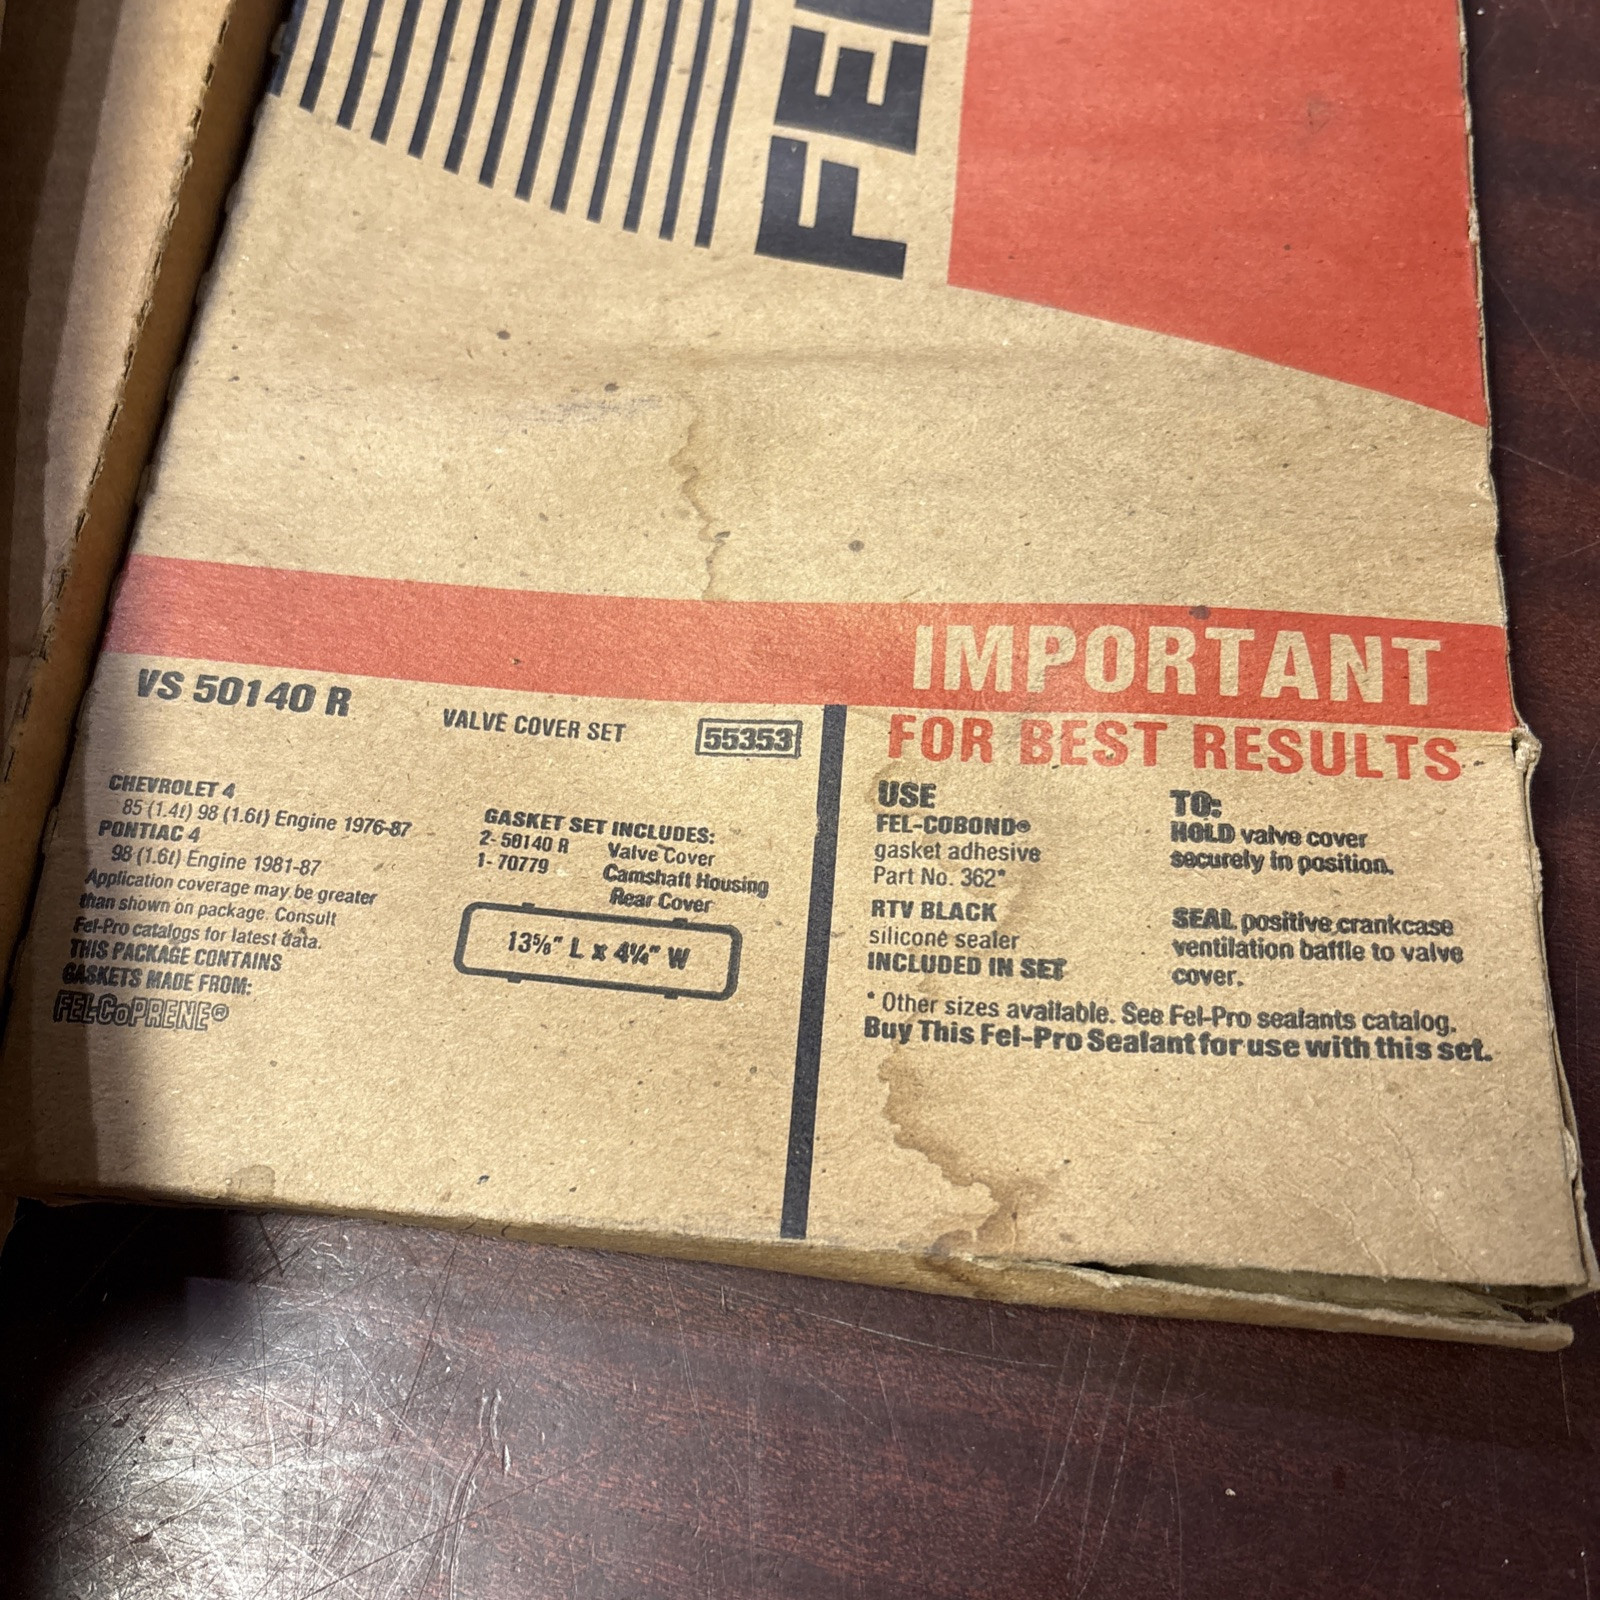 FEL
IMPORTANT
VS 50140 R
VALVE COVER SET
55353
CHEVROLET 4
85 (1.4ℓ) 98 (1.6ℓ) Engine 1976-87
PONTIAC 4
98 (1.6ℓ) Engine 1981-87
Application coverage may be greater
than shown on package. Consult
Fel-Pro catalogs for latest data.
THIS PACKAGE CONTAINS
GASKETS MADE FROM:
FEL-CoPRENE®
GASKET SET INCLUDES:
2- 50140 R Valve Cover
1- 70779 Camshaft Housing
Rear Cover
13⅝" L x 4¼" W
FOR BEST RESULTS
USE
FEL-COBOND®
gasket adhesive
Part No. 362*
RTV BLACK
silicone sealer
INCLUDED IN SET
TO:
HOLD valve cover
securely in position.
SEAL positive crankcase
ventilation baffle to valve
cover.
* Other sizes available. See Fel-Pro sealants catalog.
Buy This Fel-Pro Sealant for use with this set.